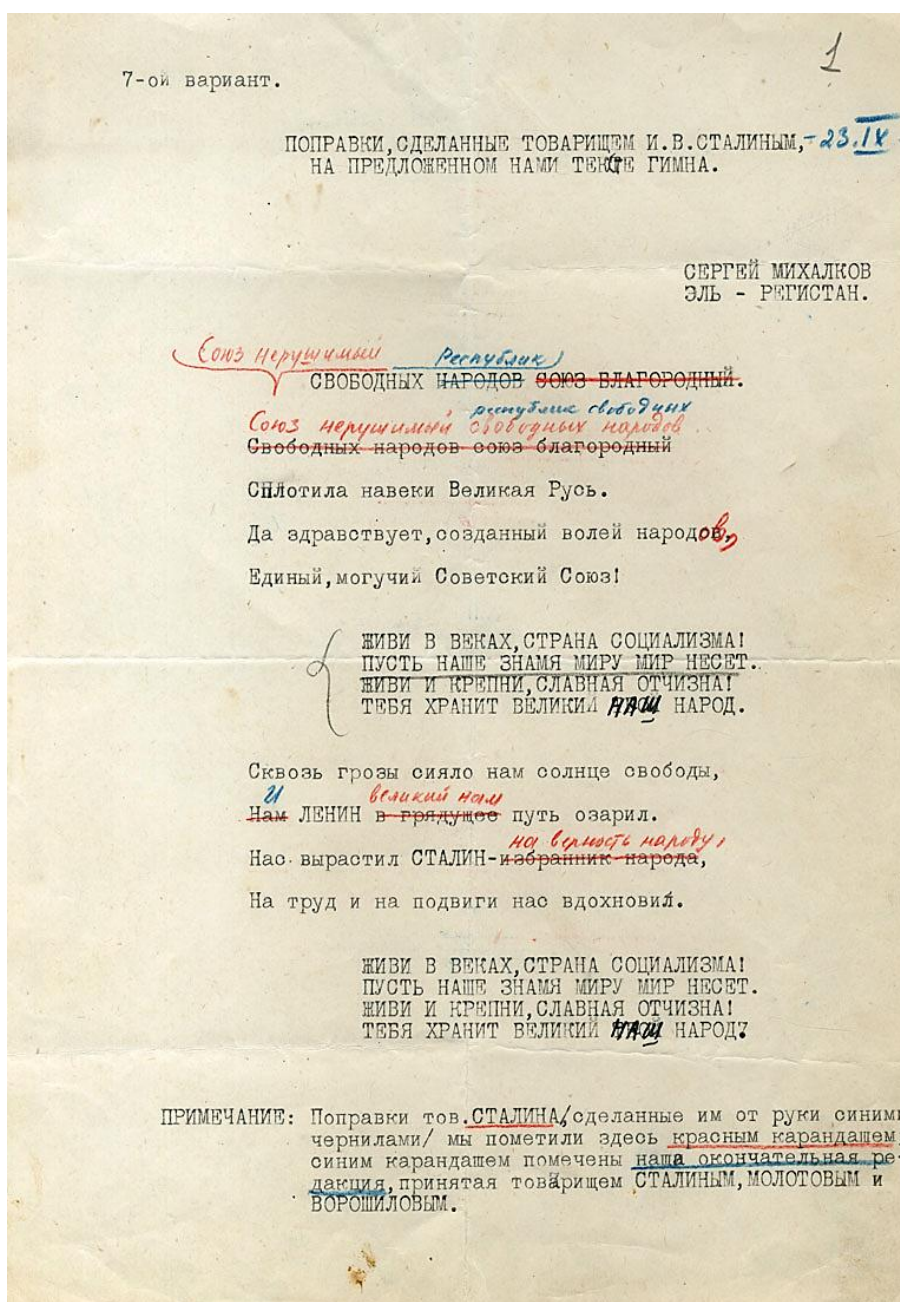 1
7-ой вариант.
ПОПРАВКИ,СДЕЛАННЫЕ ТОВАРИЩЕМ И.В.СТАЛИНЫМ,- 23.IX
НА ПРЕДЛОЖЕННОМ НАМИ ТЕКСТЕ ГИМНА.
СЕРГЕЙ МИХАЛКОВ
ЭЛЬ - РЕГИСТАН.
Союз нерушимый Республик
СВОБОДНЫХ НАРОДОВ СОЮЗ БЛАГОРОДНЫЙ.
республик свободных
Союз нерушимый свободных народов
Свободных народов союз благородный
Сплотила навеки Великая Русь.
Да здравствует,созданный волей народов,
Единый,могучий Советский Союз!
ЖИВИ В ВЕКАХ,СТРАНА СОЦИАЛИЗМА!
ПУСТЬ НАШЕ ЗНАМЯ МИРУ МИР НЕСЕТ.
ЖИВИ И КРЕПНИ,СЛАВНАЯ ОТЧИЗНА!
ТЕБЯ ХРАНИТ ВЕЛИКИЙ НАШ НАРОД.
Сквозь грозы сияло нам солнце свободы,
И великий нам
Нам ЛЕНИН в грядущее путь озарил.
на верность народу,
Нас вырастил СТАЛИН-избранник народа,
На труд и на подвиги нас вдохновил.
ЖИВИ В ВЕКАХ,СТРАНА СОЦИАЛИЗМА!
ПУСТЬ НАШЕ ЗНАМЯ МИРУ МИР НЕСЕТ.
ЖИВИ И КРЕПНИ,СЛАВНАЯ ОТЧИЗНА!
ТЕБЯ ХРАНИТ ВЕЛИКИЙ НАШ НАРОД.
ПРИМЕЧАНИЕ: Поправки тов.СТАЛИНА/сделанные им от руки синими
чернилами/ мы пометили здесь красным карандашем,
синим карандашем помечены наша окончательная ре-
дакция,принятая товарищем СТАЛИНЫМ,МОЛОТОВЫМ и
ВОРОШИЛОВЫМ.